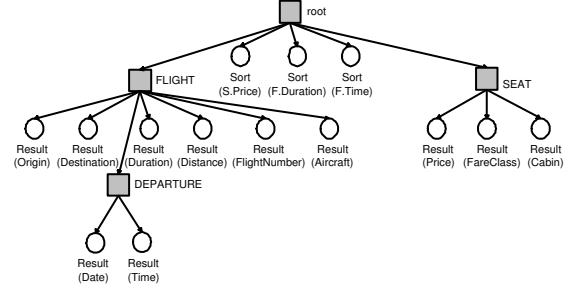 root
FLIGHT
Sort
(S.Price)
Sort
(F.Duration)
Sort
(F.Time)
SEAT
Result
(Origin)
Result
(Destination)
Result
(Duration)
Result
(Distance)
Result
(FlightNumber)
Result
(Aircraft)
Result
(Price)
Result
(FareClass)
Result
(Cabin)
DEPARTURE
Result
(Date)
Result
(Time)